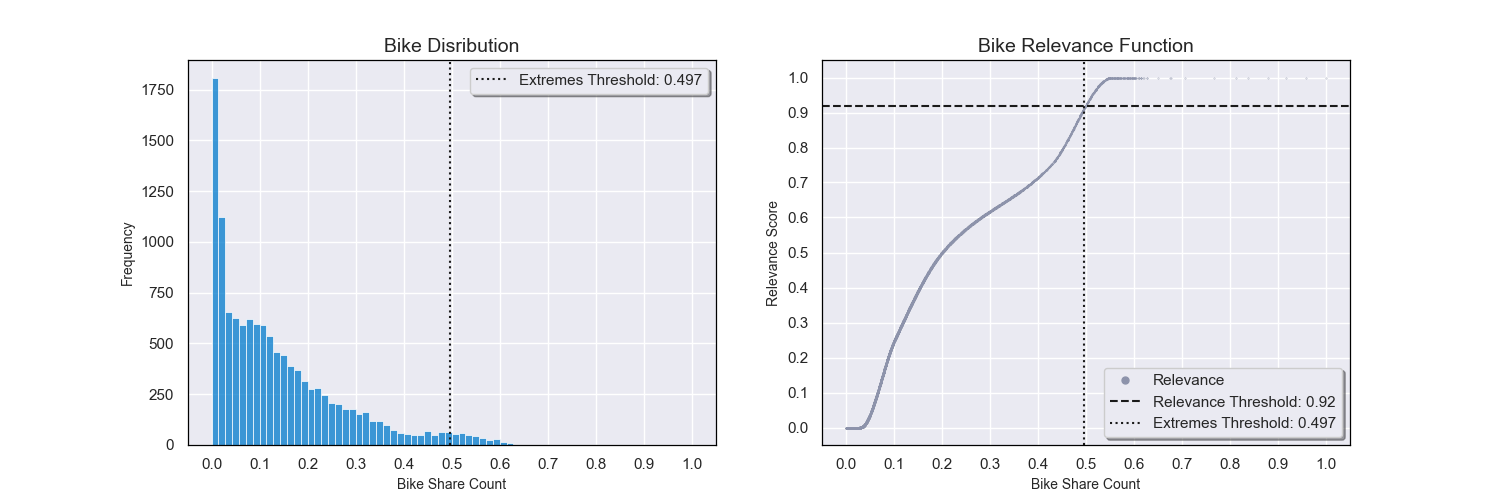 Bike Disribution
Extremes Threshold: 0.497
1750
1500
1250
1000
750
500
250
0
Frequency
0.0 0.1 0.2 0.3 0.4 0.5 0.6 0.7 0.8 0.9 1.0
Bike Share Count
Bike Relevance Function
1.0
0.9
0.8
0.7
0.6
0.5
0.4
0.3
0.2
0.1
0.0
Relevance Score
Relevance
Relevance Threshold: 0.92
Extremes Threshold: 0.497
0.0 0.1 0.2 0.3 0.4 0.5 0.6 0.7 0.8 0.9 1.0
Bike Share Count